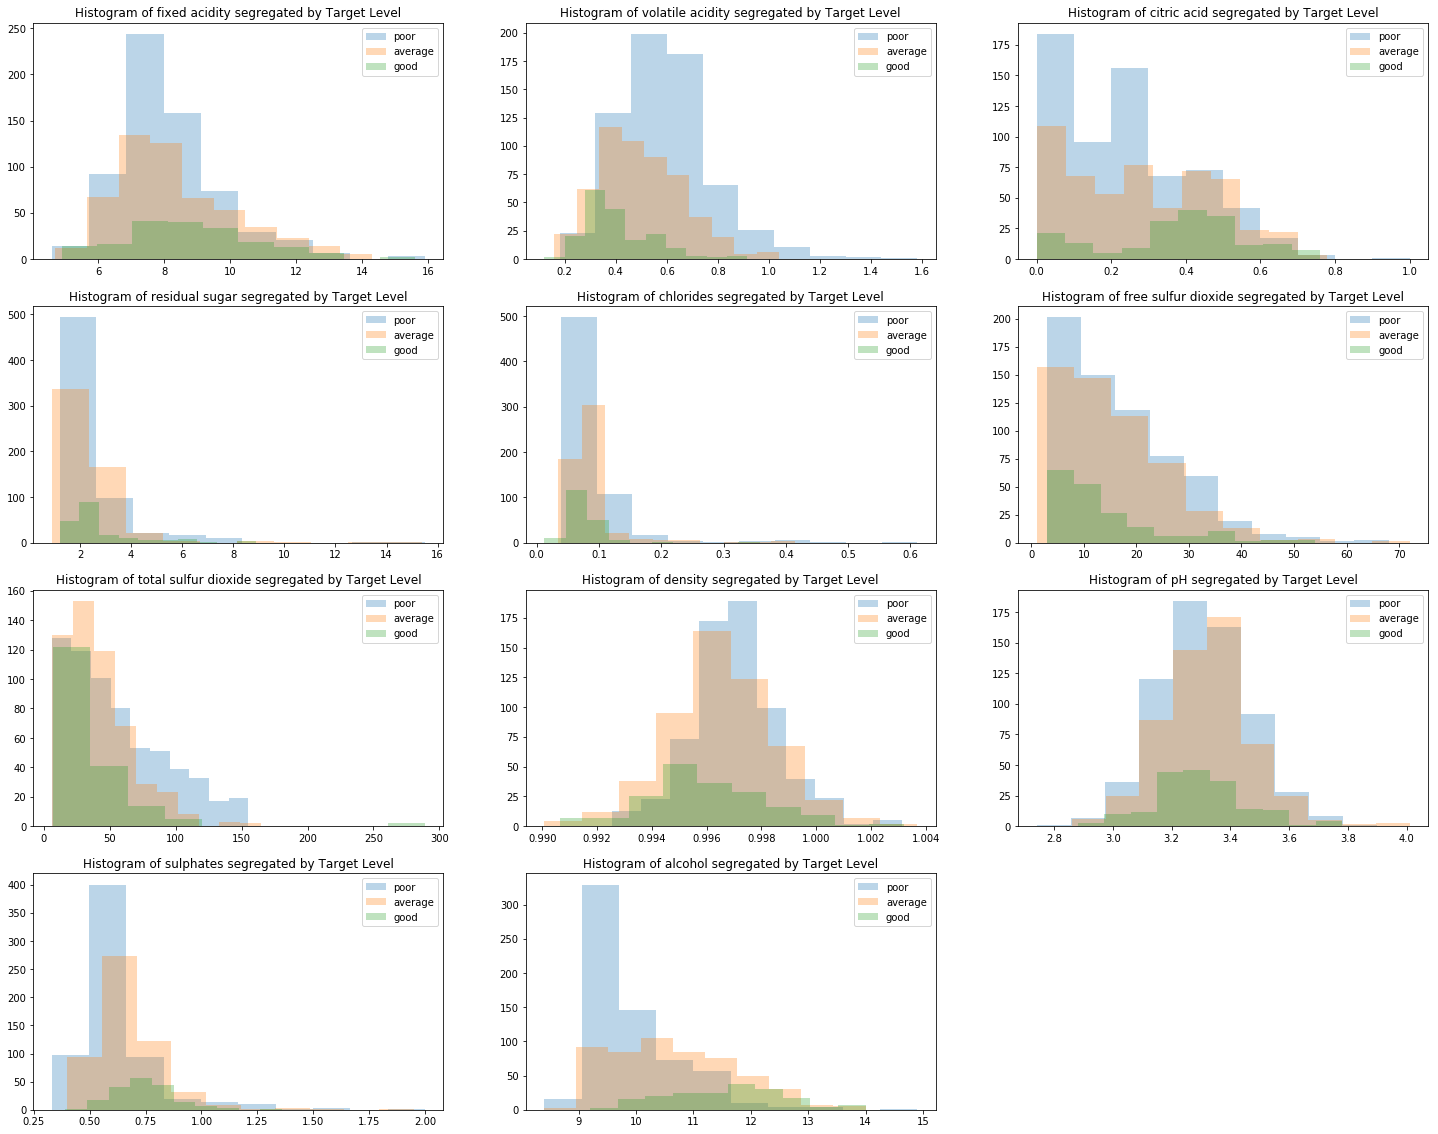 Histogram of fixed acidity segregated by Target Level
250
200
150
100
50
0
6 8 10 12 14 16
poor
average
good
Histogram of volatile acidity segregated by Target Level
200
175
150
125
100
75
50
25
0
0.2 0.4 0.6 0.8 1.0 1.2 1.4 1.6
poor
average
good
Histogram of citric acid segregated by Target Level
175
150
125
100
75
50
25
0
0.0 0.2 0.4 0.6 0.8 1.0
poor
average
good
Histogram of residual sugar segregated by Target Level
500
400
300
200
100
0
2 4 6 8 10 12 14 16
poor
average
good
Histogram of chlorides segregated by Target Level
500
400
300
200
100
0
0.0 0.1 0.2 0.3 0.4 0.5 0.6
poor
average
good
Histogram of free sulfur dioxide segregated by Target Level
200
175
150
125
100
75
50
25
0
0 10 20 30 40 50 60 70
poor
average
good
Histogram of total sulfur dioxide segregated by Target Level
160
140
120
100
80
60
40
20
0
0 50 100 150 200 250 300
poor
average
good
Histogram of density segregated by Target Level
175
150
125
100
75
50
25
0
0.990 0.992 0.994 0.996 0.998 1.000 1.002 1.004
poor
average
good
Histogram of pH segregated by Target Level
175
150
125
100
75
50
25
0
2.8 3.0 3.2 3.4 3.6 3.8 4.0
poor
average
good
Histogram of sulphates segregated by Target Level
400
350
300
250
200
150
100
50
0
0.25 0.50 0.75 1.00 1.25 1.50 1.75 2.00
poor
average
good
Histogram of alcohol segregated by Target Level
300
250
200
150
100
50
0
9 10 11 12 13 14 15
poor
average
good